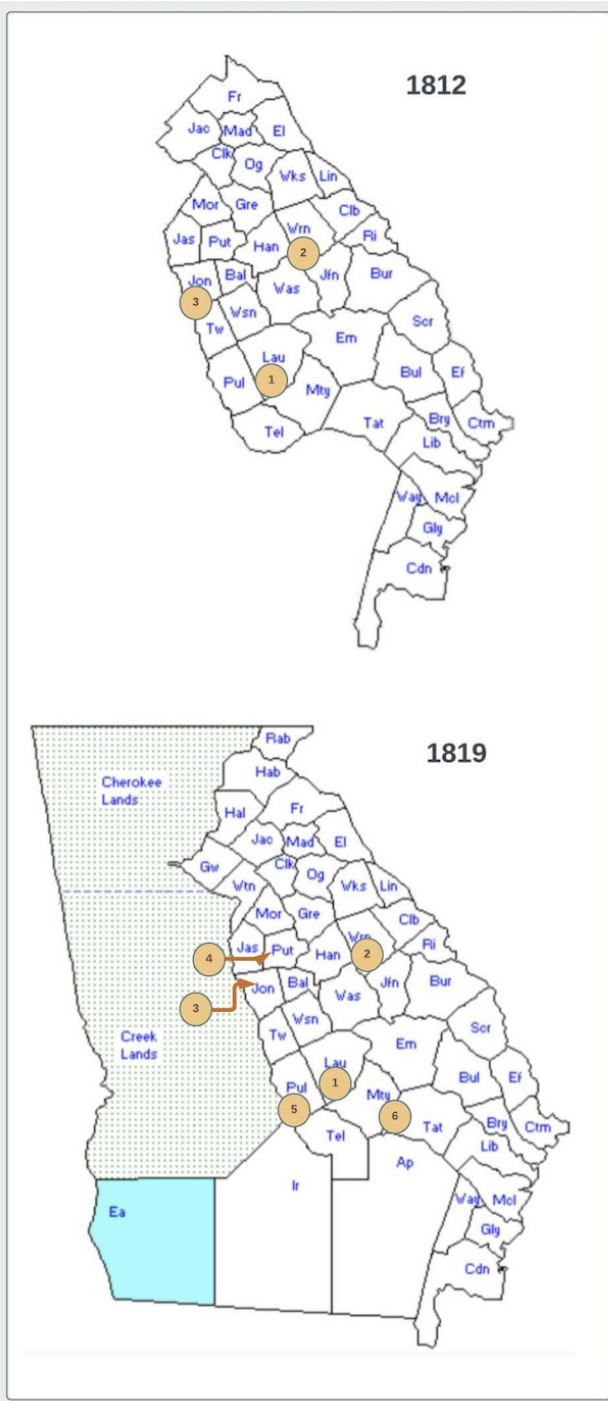 1812
Fr
Jac Mad El
Clk Og
Wks Lin
Mor Gre
Clb
Wrn
Ri
Jas Put Han
2
Jon Bal Jfn Bur
3
Was
Wsn
Tw
Scr
Em
Lau
1
Pul
Mty
Bul Ef
Tel
Tat
Bry Ctm
Lib
Way Mcl
Gly
Cdn
1819
Rab
Cherokee
Lands
Hab
Hal
Fr
Jac Mad El
Gw
Clk Og
Wtn
Wks Lin
Mor Gre
Clb
Wrn
Ri
4
Jas Put Han
2
Jon Bal Jfn Bur
3
Was
Wsn
Tw
Scr
Creek
Lands
Em
Lau
1
Pul
Mty
Bul Ef
5
6
Tel
Tat
Bry Ctm
Lib
Ap
Ea
Ir
Way Mcl
Gly
Cdn